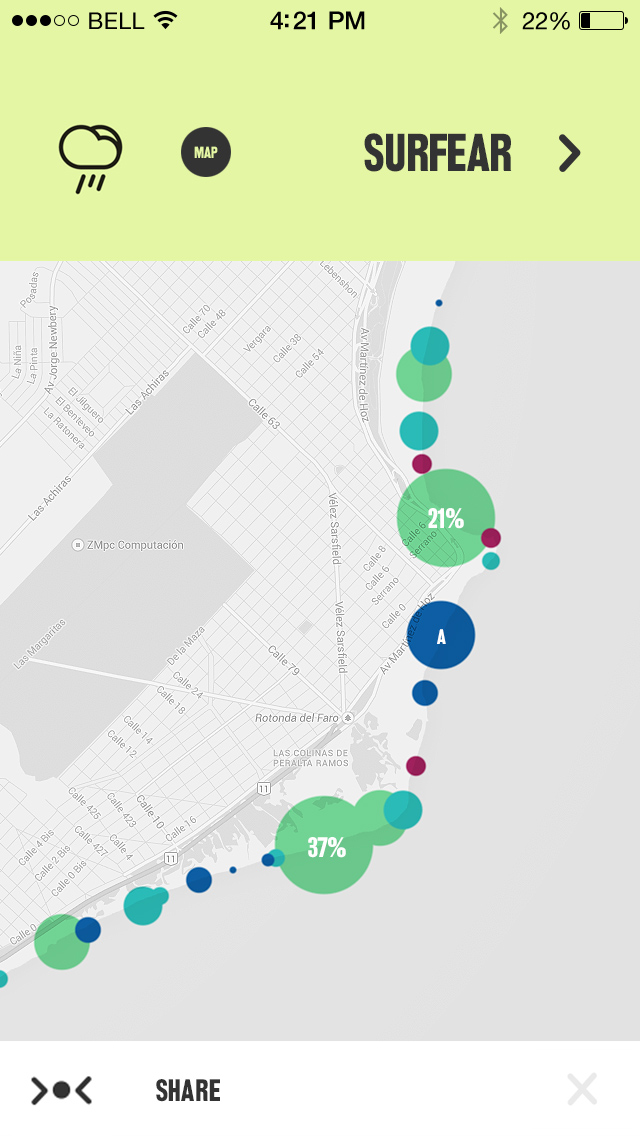 BELL 4:21 PM 22%
MAP SURFEAR
Lebenshon
Posadas
Calle 70
Calle 48
Av Jorge Newbery
Vergara
Calle 38
Calle 54
Av Martínez de Hoz
La Niña
La Pinta
Las Achiras
El Jilguero
El Benteveo
La Ratonera
Calle 63
Las Achiras
Vélez Sarsfield
21%
Calle 6
Serrano
ZMpc Computación
Calle 8
Calle 6
Serrano
Calle 0
Vélez Sarsfield
Av Martínez de Hoz
A
Las Margaritas
De la Maza
Calle 79
Calle 24
Calle 18
Rotonda del Faro
Calle 14
Calle 12
LAS COLINAS DE
PERALTA RAMOS
11
Calle 425
Calle 423
Calle 10
Calle 16
Calle 4 Bis
Calle 2 Bis
Calle 427
Calle 4
Calle 0 Bis
37%
11
Calle 0
SHARE